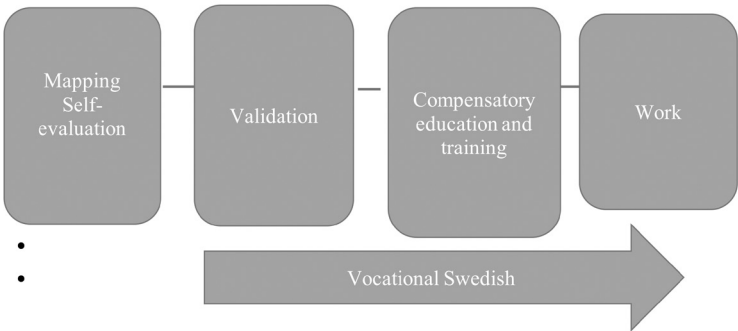 Mapping
Self-
evaluation
Validation
Compensatory
education and
training
Work
Vocational Swedish